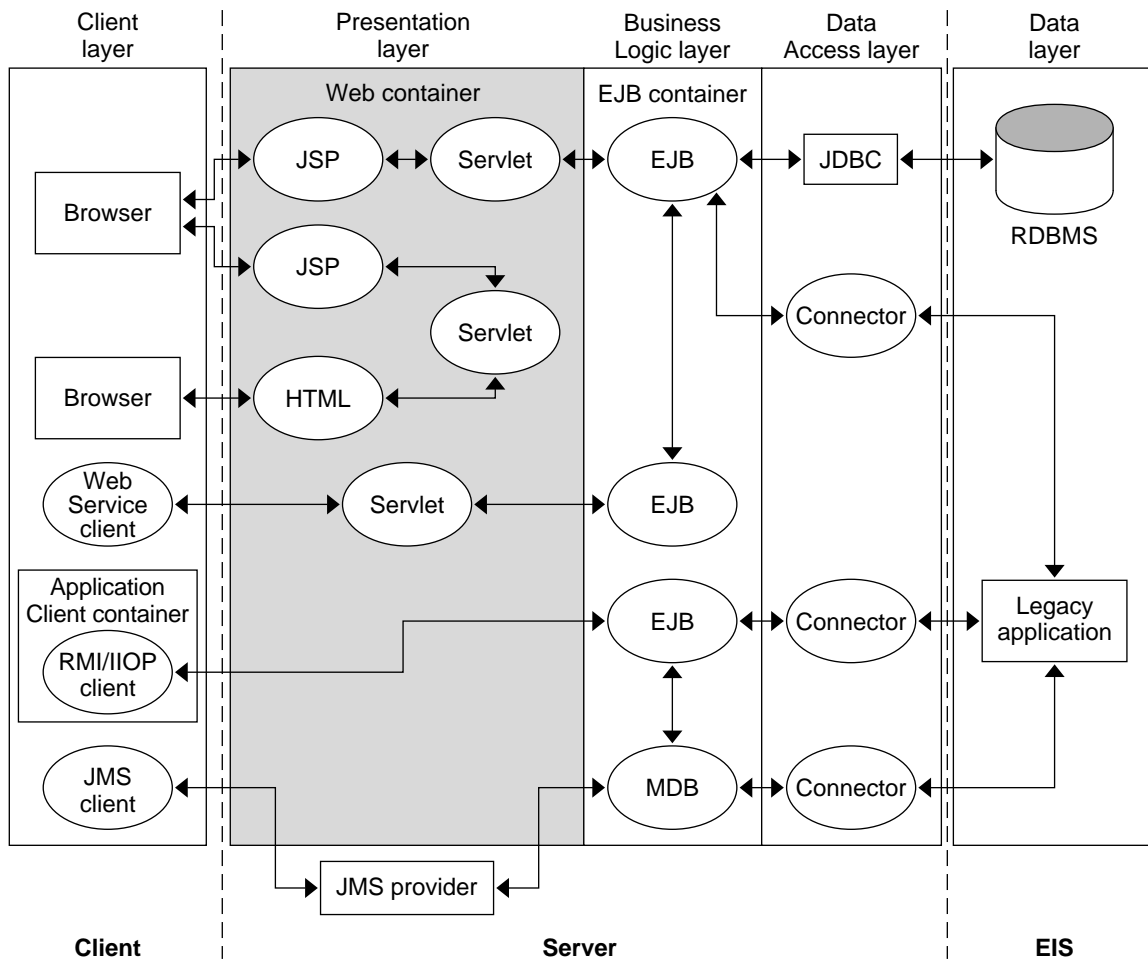 Client
layer
Presentation
layer
Business
Logic layer
Data
Access layer
Data
layer
Web container
EJB container
JSP
Servlet
EJB
JDBC
Browser
RDBMS
JSP
Servlet
Connector
Browser
HTML
Web
Service
client
Servlet
EJB
Application
Client container
RMI/IIOP
client
EJB
Connector
Legacy
application
JMS
client
MDB
Connector
JMS provider
Client
Server
EIS